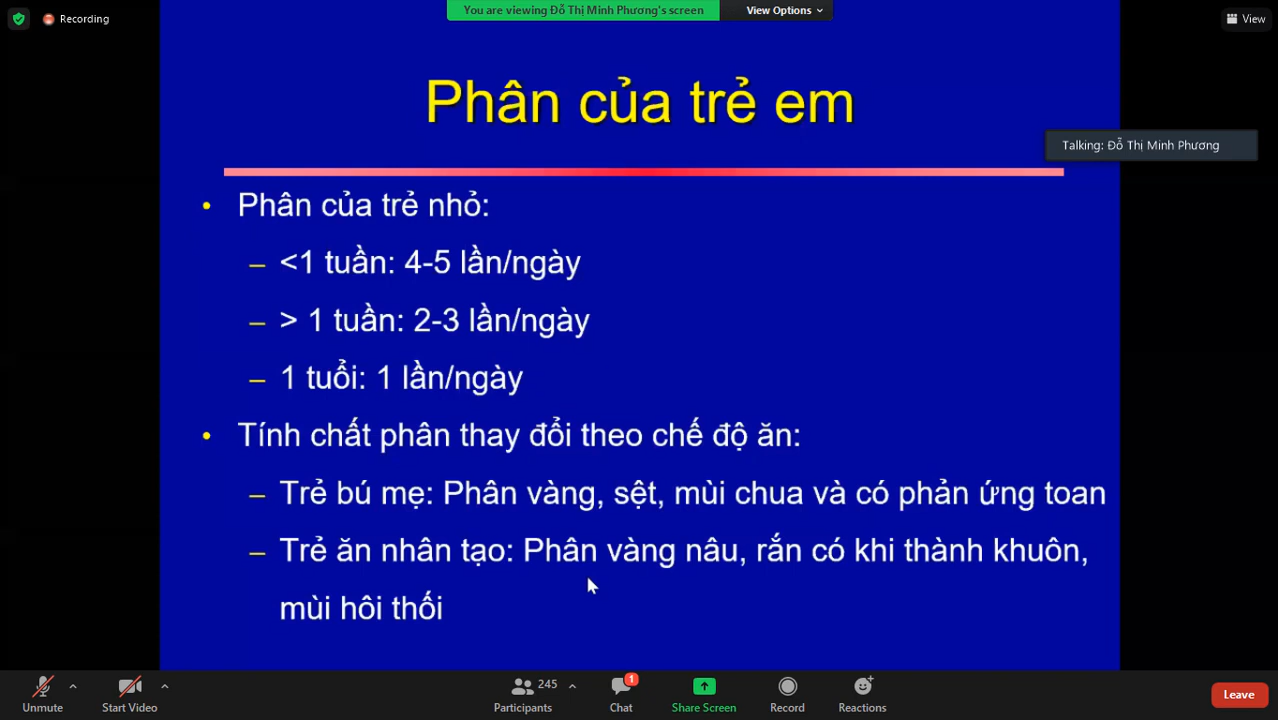 Recording
You are viewing Đỗ Thị Minh Phương's screen
View Options
View
Phân của trẻ em
Talking: Đỗ Thị Minh Phương
• Phân của trẻ nhỏ:
– <1 tuần: 4-5 lần/ngày
– > 1 tuần: 2-3 lần/ngày
– 1 tuổi: 1 lần/ngày
• Tính chất phân thay đổi theo chế độ ăn:
– Trẻ bú mẹ: Phân vàng, sệt, mùi chua và có phản ứng toan
– Trẻ ăn nhân tạo: Phân vàng nâu, rắn có khi thành khuôn,
mùi hôi thối
Unmute
Start Video
245
Participants
1
Chat
Share Screen
Record
Reactions
Leave